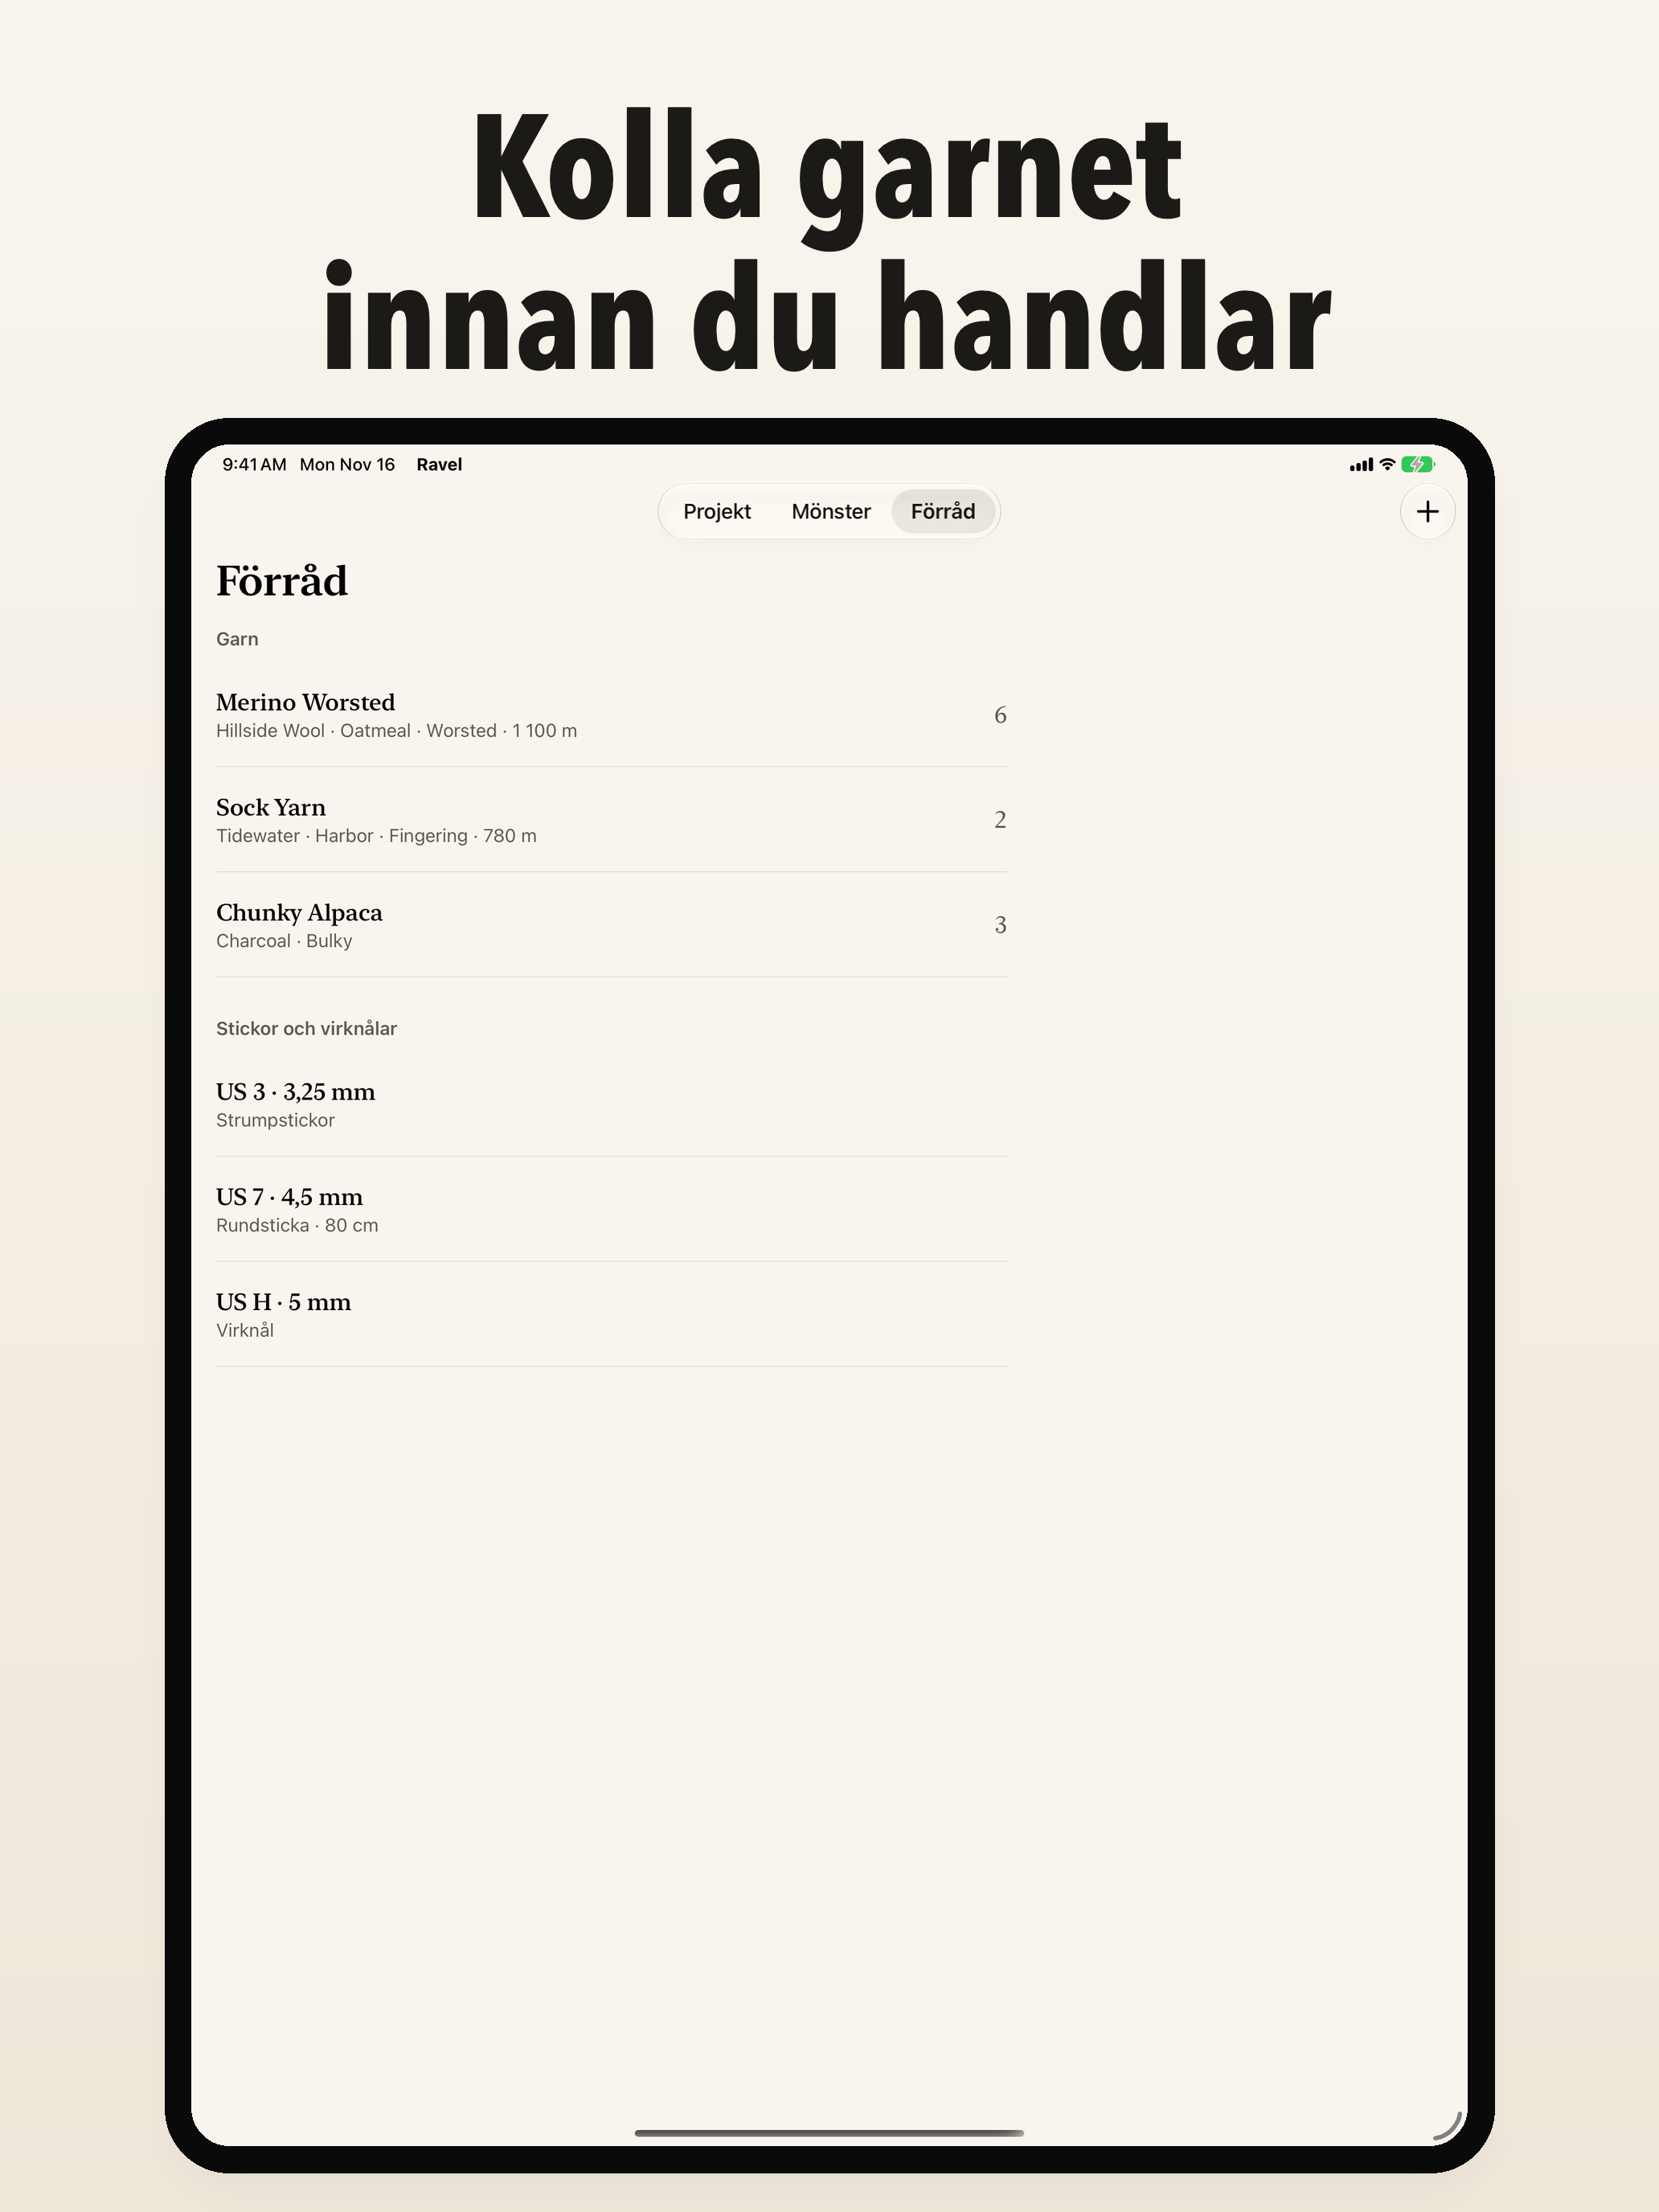 Kolla garnet
innan du handlar
9:41 AM Mon Nov 16 Ravel
Projekt Mönster Förråd
Förråd
Garn
Merino Worsted
Hillside Wool · Oatmeal · Worsted · 1 100 m
6
Sock Yarn
Tidewater · Harbor · Fingering · 780 m
2
Chunky Alpaca
Charcoal · Bulky
3
Stickor och virknålar
US 3 · 3,25 mm
Strumpstickor
US 7 · 4,5 mm
Rundsticka · 80 cm
US H · 5 mm
Virknål